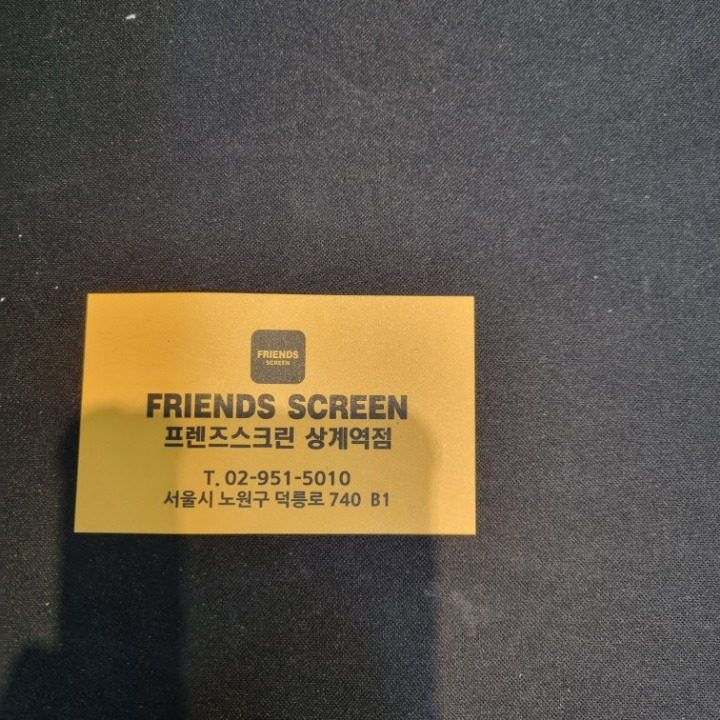 FRIENDS
SCREEN
FRIENDS SCREEN
프렌즈스크린 상계역점
T. 02-951-5010
서울시 노원구 덕릉로 740 B1